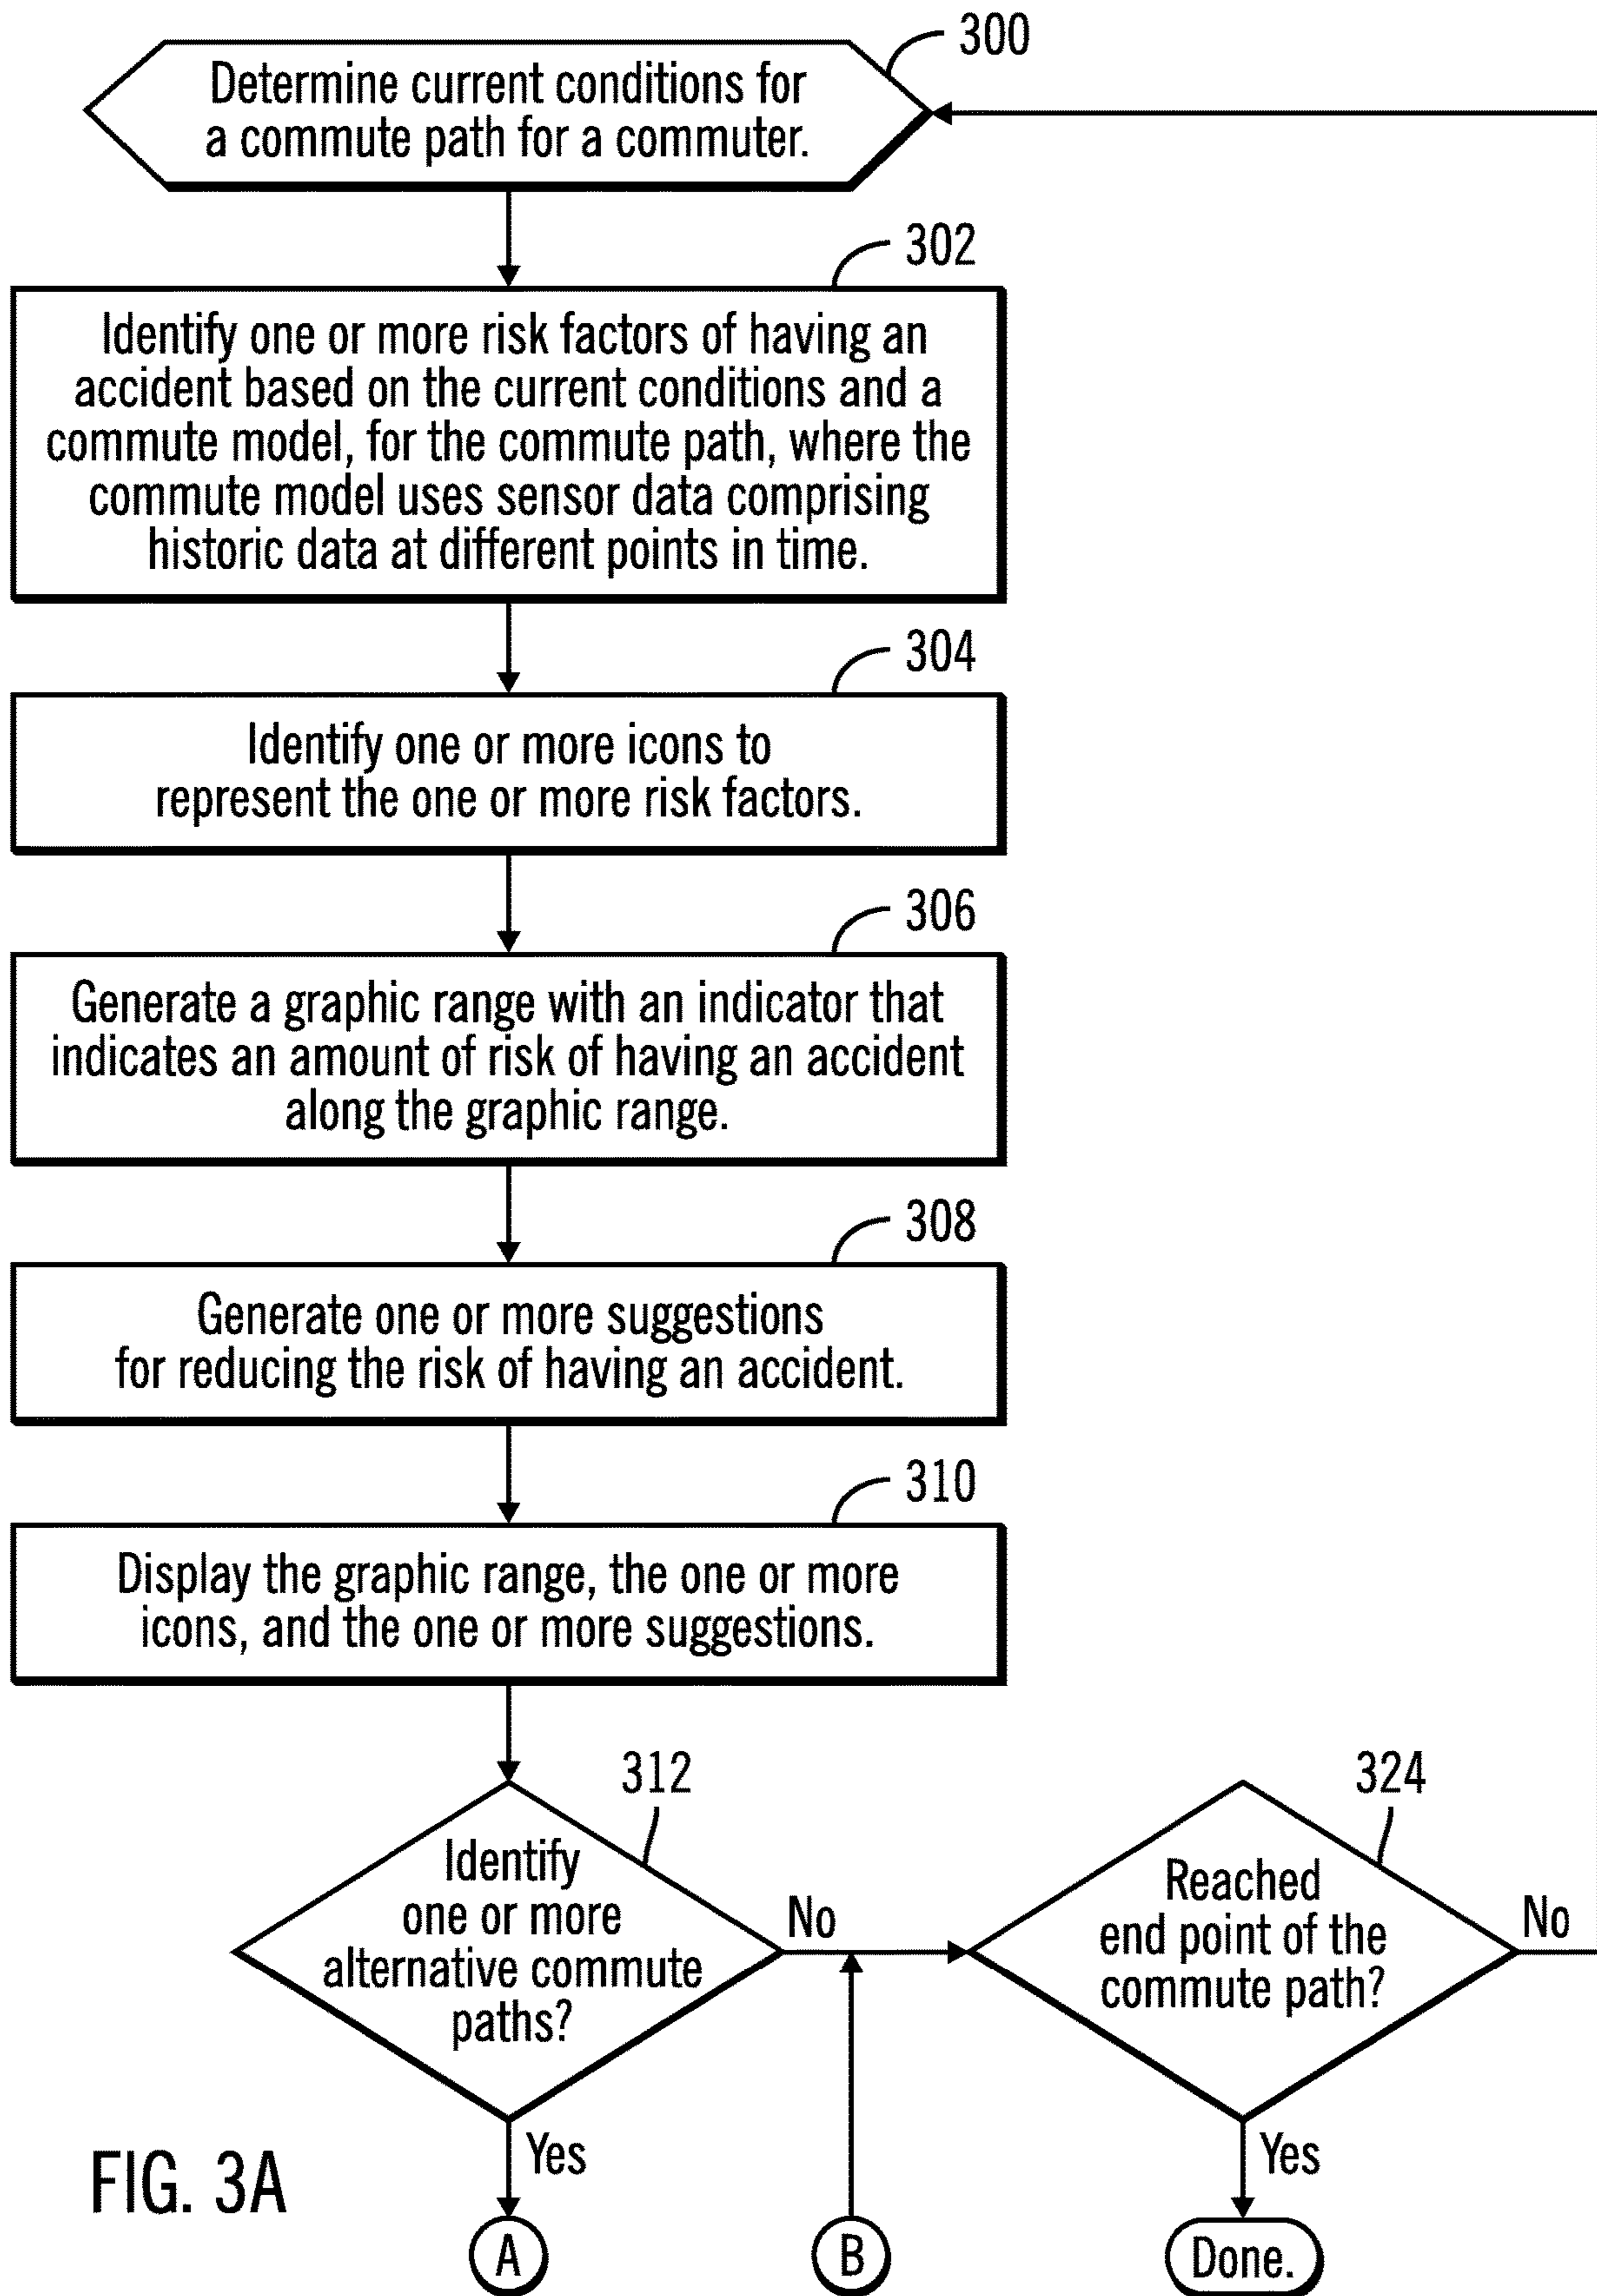 300
Determine current conditions for
a commute path for a commuter.
302
Identify one or more risk factors of having an
accident based on the current conditions and a
commute model, for the commute path, where the
commute model uses sensor data comprising
historic data at different points in time.
304
Identify one or more icons to
represent the one or more risk factors.
306
Generate a graphic range with an indicator that
indicates an amount of risk of having an accident
along the graphic range.
308
Generate one or more suggestions
for reducing the risk of having an accident.
310
Display the graphic range, the one or more
icons, and the one or more suggestions.
312
Identify
one or more
alternative commute
paths?
No
324
Reached
end point of the
commute path?
No
Yes
Yes
FIG. 3A
A
B
Done.